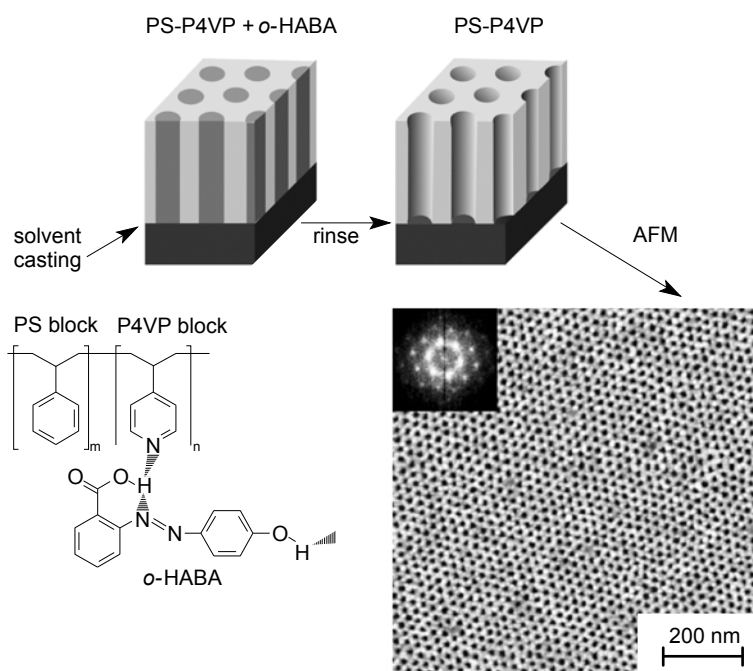 PS-P4VP + o-HABA
PS-P4VP
solvent
casting
rinse
AFM
PS block
P4VP block
m
n
N
O
O
H
N
N
O
H
o-HABA
200 nm